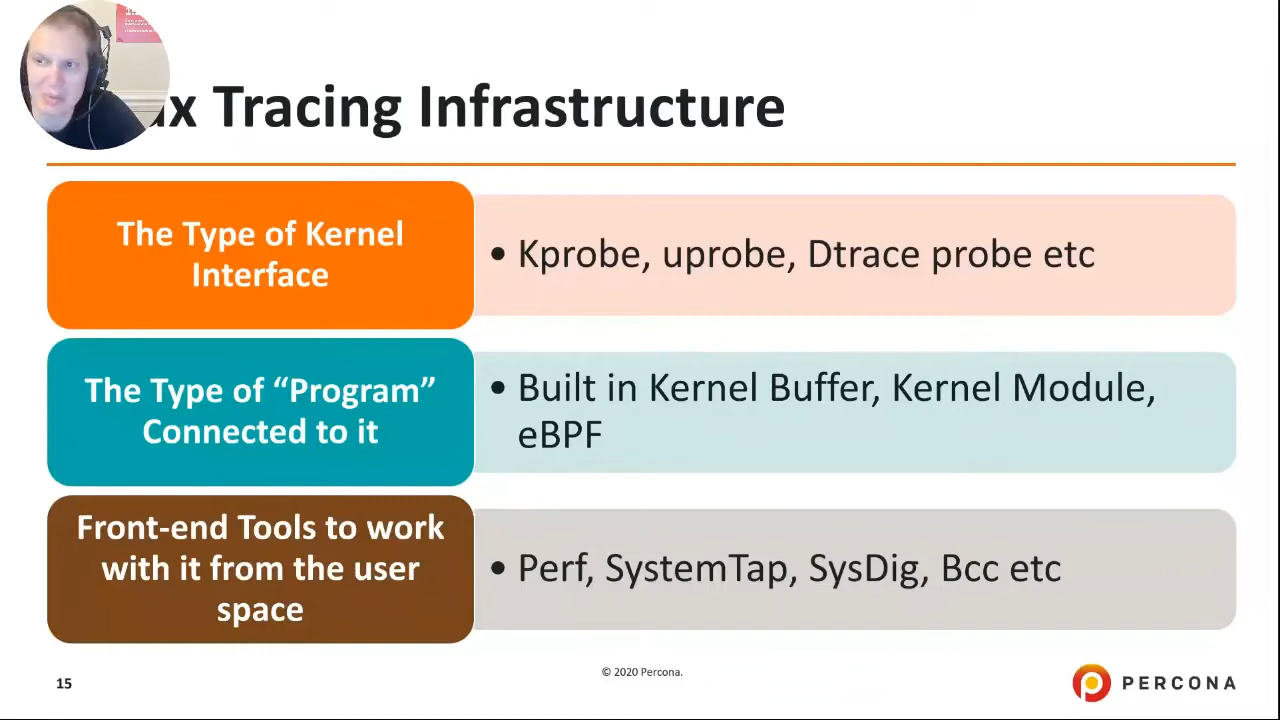 Tracing Infrastructure
The Type of Kernel
Interface
• Kprobe, uprobe, Dtrace probe etc
The Type of “Program”
Connected to it
• Built in Kernel Buffer, Kernel Module,
eBPF
Front-end Tools to work
with it from the user
space
• Perf, SystemTap, SysDig, Bcc etc
15
© 2020 Percona.
PERCONA